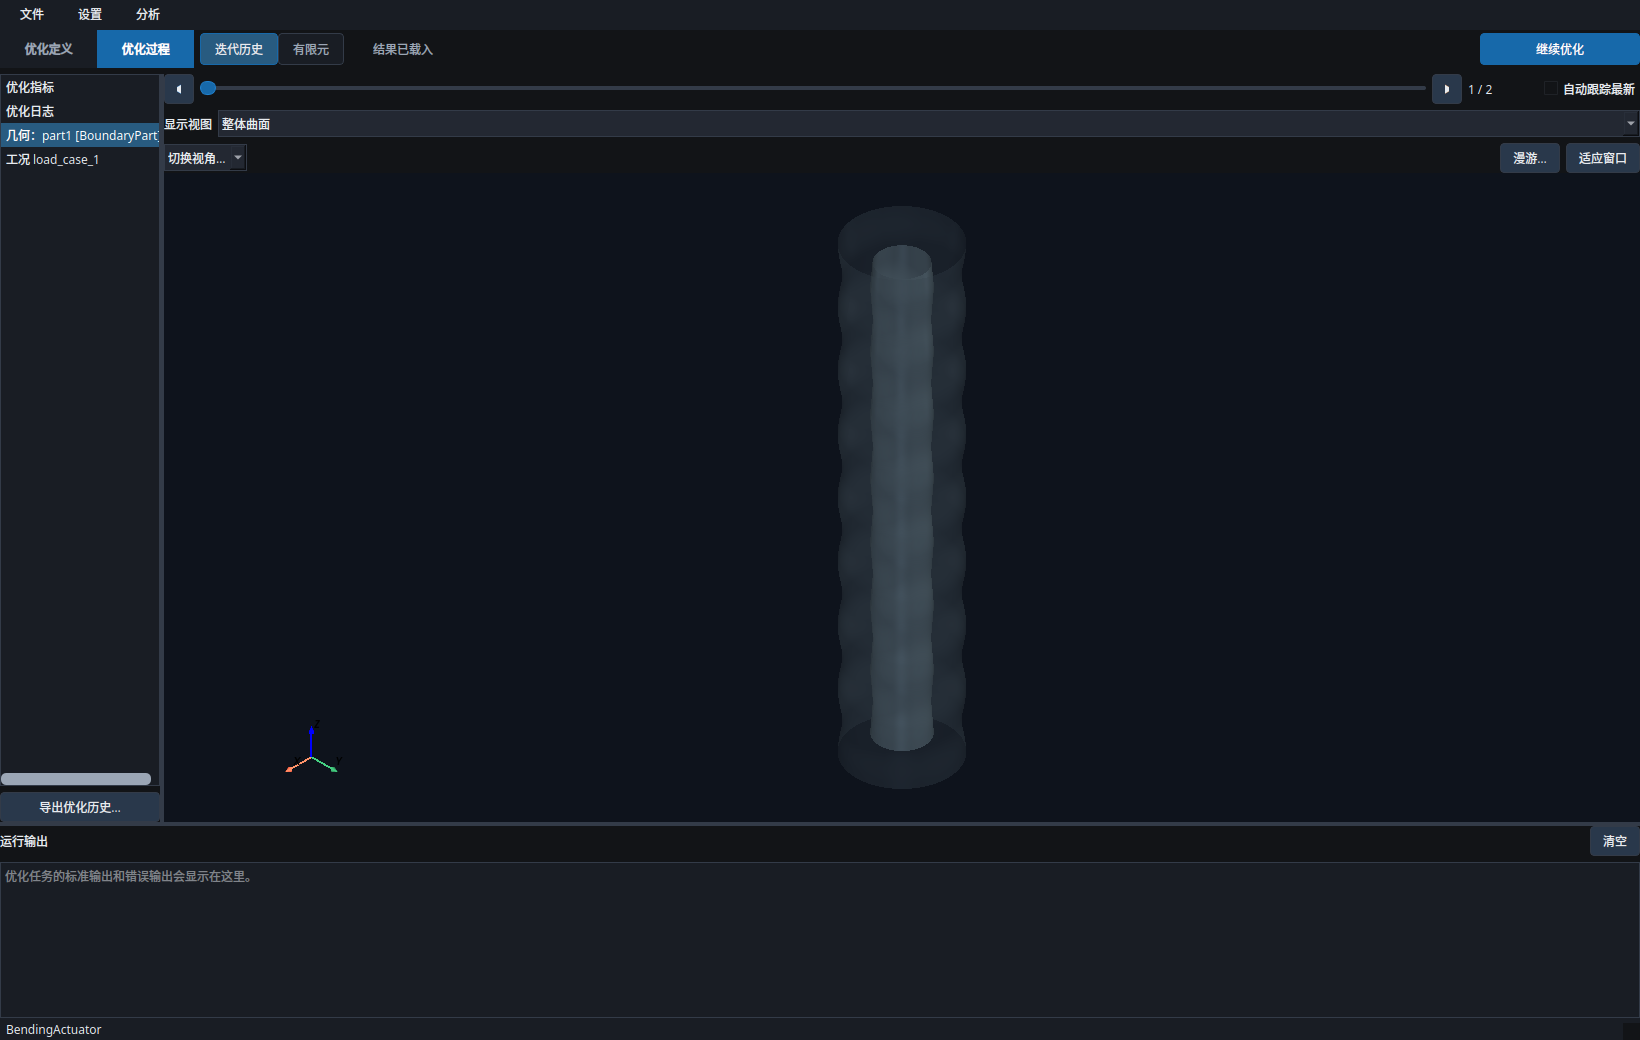 文件 设置 分析
优化定义 优化过程 迭代历史 有限元 结果已载入 继续优化
优化指标
优化日志
几何：part1 [BoundaryPart]
工况 load_case_1
1 / 2 自动跟踪最新
显示视图 整体曲面
切换视角... 漫游... 适应窗口
Z
Y
导出优化历史...
运行输出 清空
优化任务的标准输出和错误输出会显示在这里。
BendingActuator